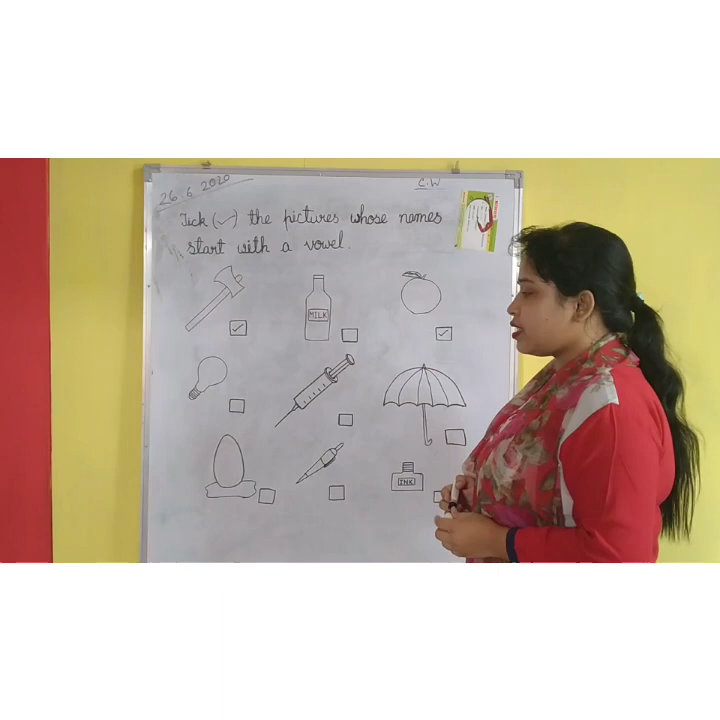 26.6.2020
C.W
Tick (✓) the pictures whose names
start with a vowel.
MILK
INK